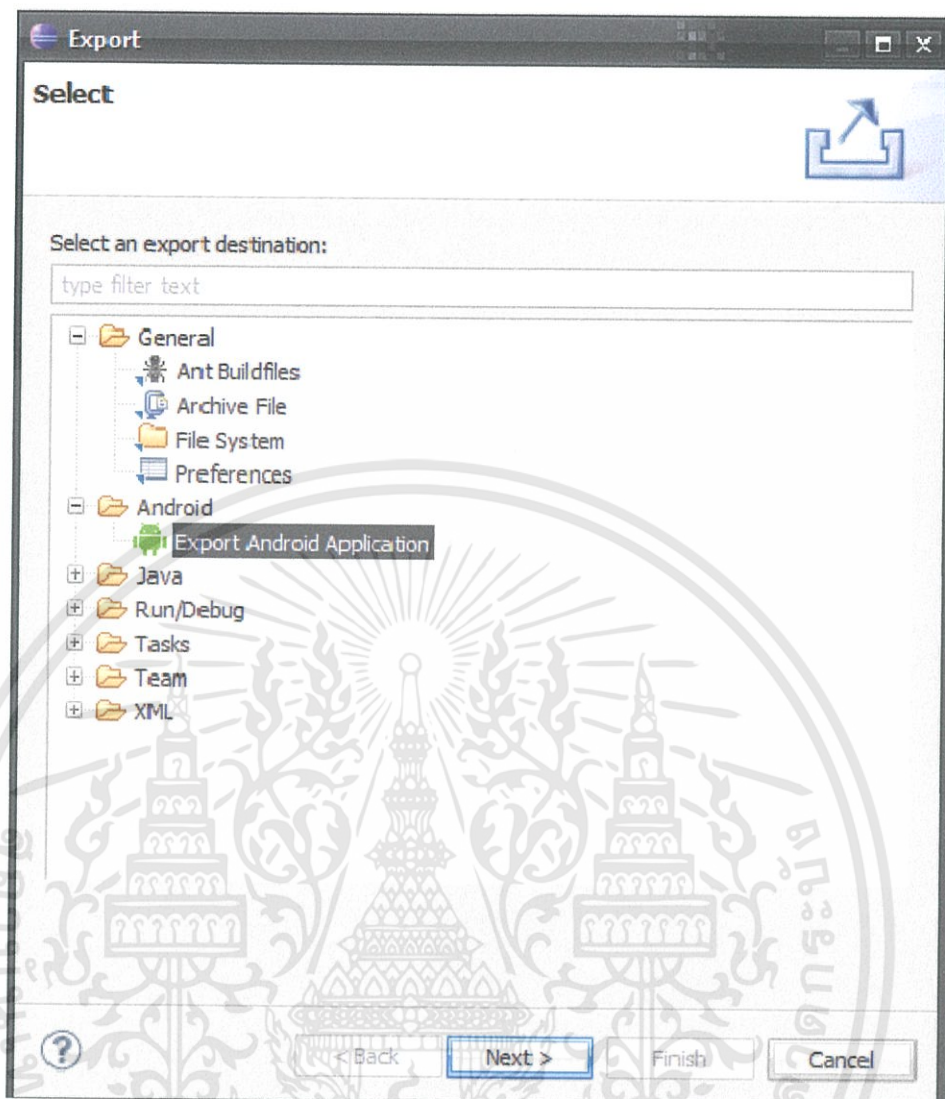 Export
Select
Select an export destination:
type filter text
General
Ant Buildfiles
Archive File
File System
Preferences
Android
Export Android Application
Java
Run/Debug
Tasks
Team
XML
< Back
Next >
Finish
Cancel